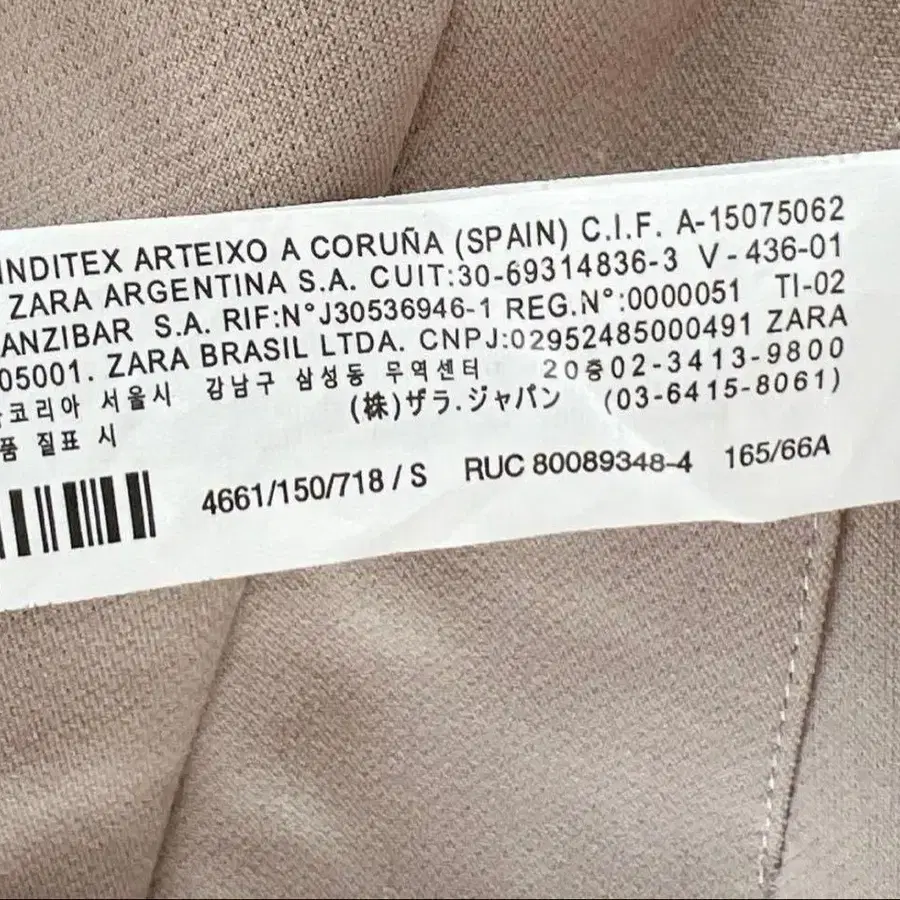 INDITEX ARTEIXO A CORUÑA (SPAIN) C.I.F. A-15075062
ZARA ARGENTINA S.A. CUIT:30-69314836-3 V-436-01
ANZIBAR S.A. RIF:N°J30536946-1 REG.N°:0000051 TI-02
05001. ZARA BRASIL LTDA. CNPJ:02952485000491 ZARA
코리아 서울시 강남구 삼성동 무역센터 20층02-3413-9800
품 질표 시 (株)ザラ.ジャパン (03-6415-8061)
4661/150/718 / S RUC 80089348-4 165/66A